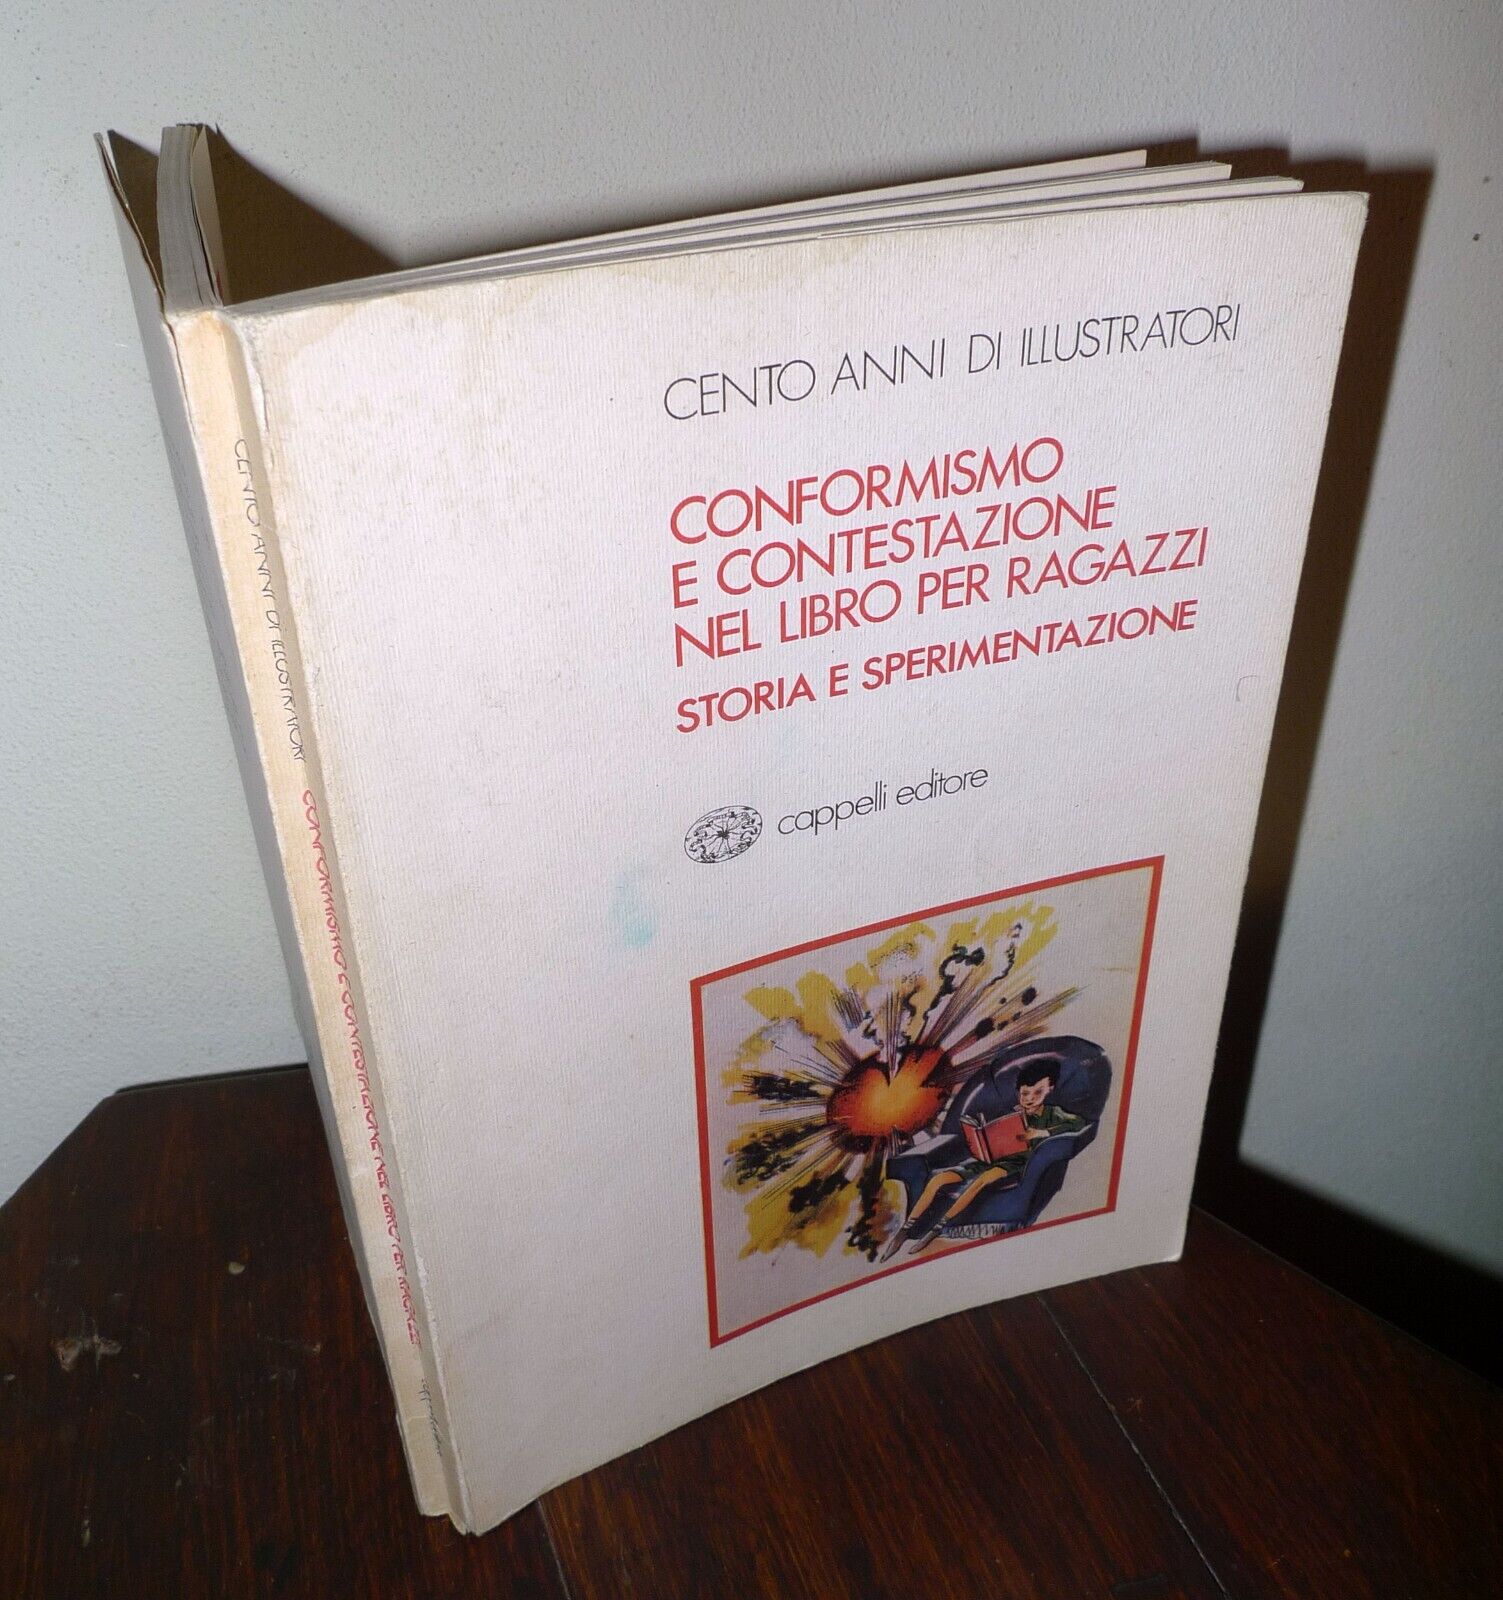 CENTO ANNI DI ILLUSTRATORI
CONFORMISMO
E CONTESTAZIONE
NEL LIBRO PER RAGAZZI
STORIA E SPERIMENTAZIONE
cappelli editore
CENTO ANNI DI ILLUSTRATORI CONFORMISMO E CONTESTAZIONE NEL LIBRO PER RAGAZZI